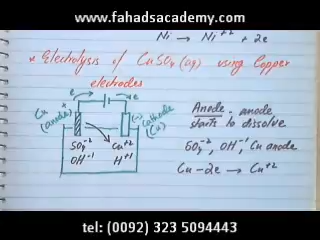 www.fahadsacademy.com
Ni → Ni⁺² + 2e
* Electrolysis of CuSO₄(aq) using Copper
electrodes
e e
Cu + (-)
(anode) cathode
(Cu)
SO₄⁻² Cu⁺²
OH⁻¹ H⁺¹
Anode - anode
starts to dissolve
SO₄⁻², OH⁻¹, Cu anode
Cu - 2e → Cu⁺²
tel: (0092) 323 5094443